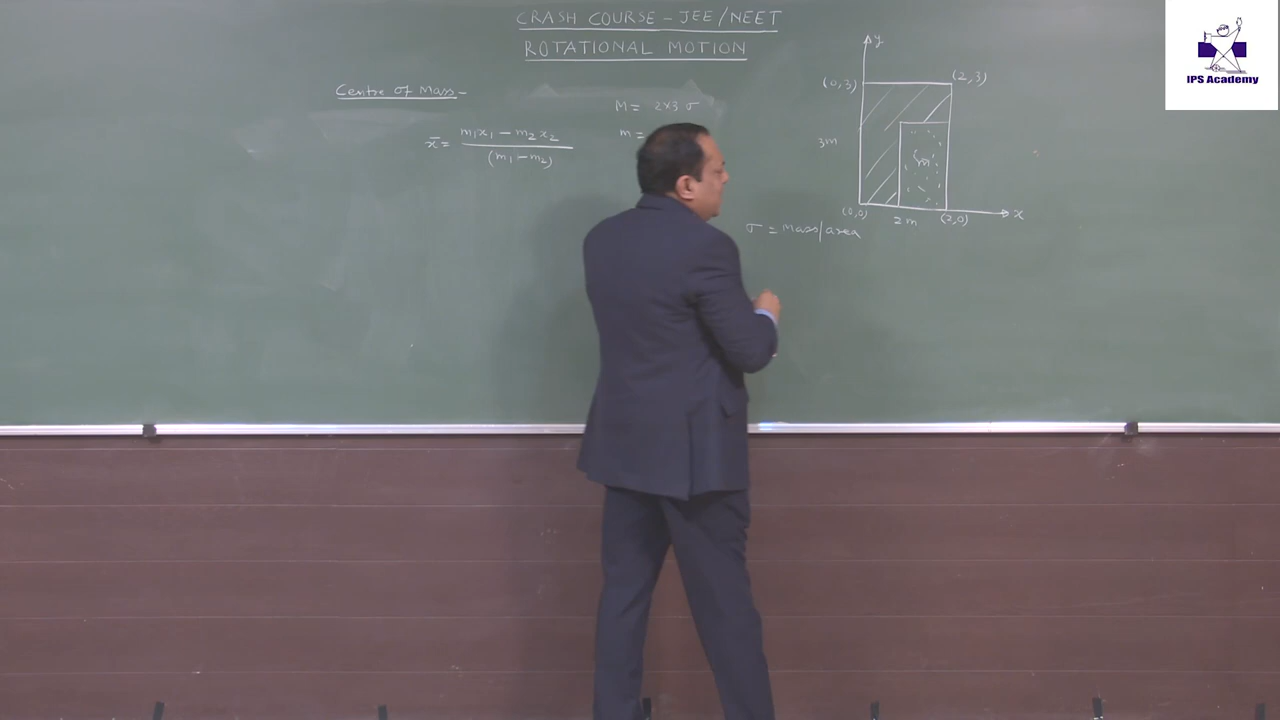 CRASH COURSE – JEE/NEET
ROTATIONAL MOTION
IPS Academy
Centre of Mass –
x̄ = m₁x₁ – m₂x₂
(m₁ – m₂)
M = 2×3 σ
m =
y
(0,3)
(2,3)
3m
m
(0,0)
2m
(2,0)
x
σ = Mass/area